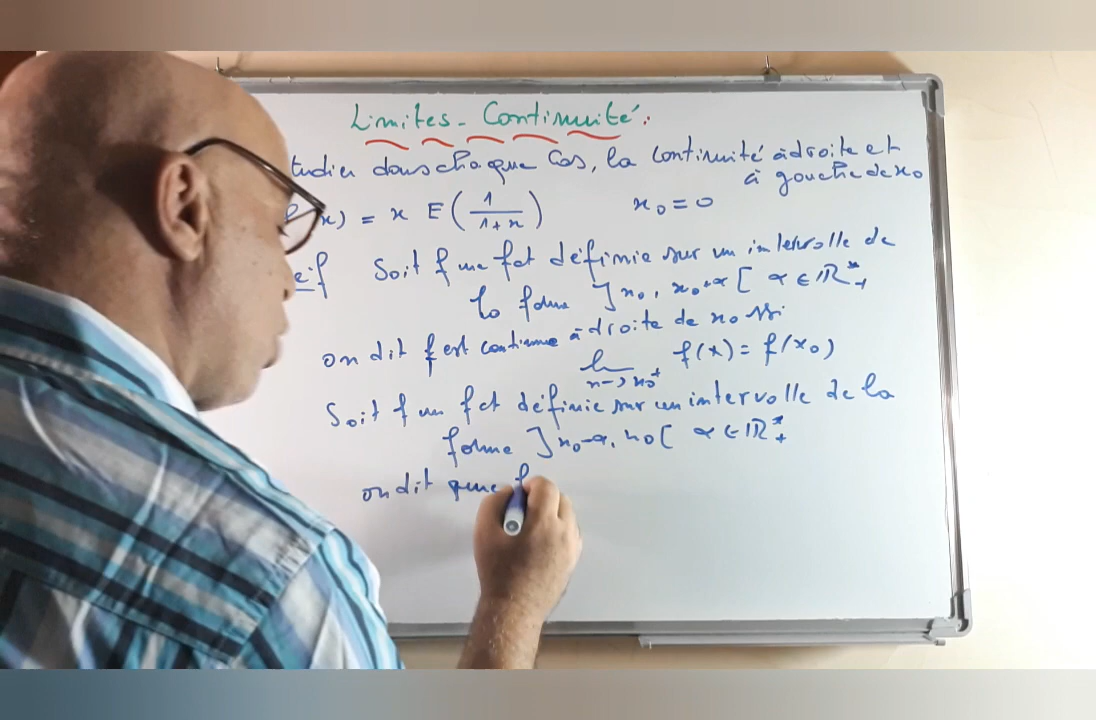 Limites - Continuité:
tudier dans chaque cas, la continuité à droite et
à gauche de x0
x) = x E(1/(1+x)) x0 = 0
éf Soit f une fct définie sur un intervalle de
la forme ]x0, x0+α[ α ∈ ℝ*+
on dit f est continue à droite de x0 ssi
lim x→x0+ f(x) = f(x0)
Soit f un fct définie sur un intervalle de la
forme ]x0-α, x0[ α ∈ ℝ*+
on dit que f